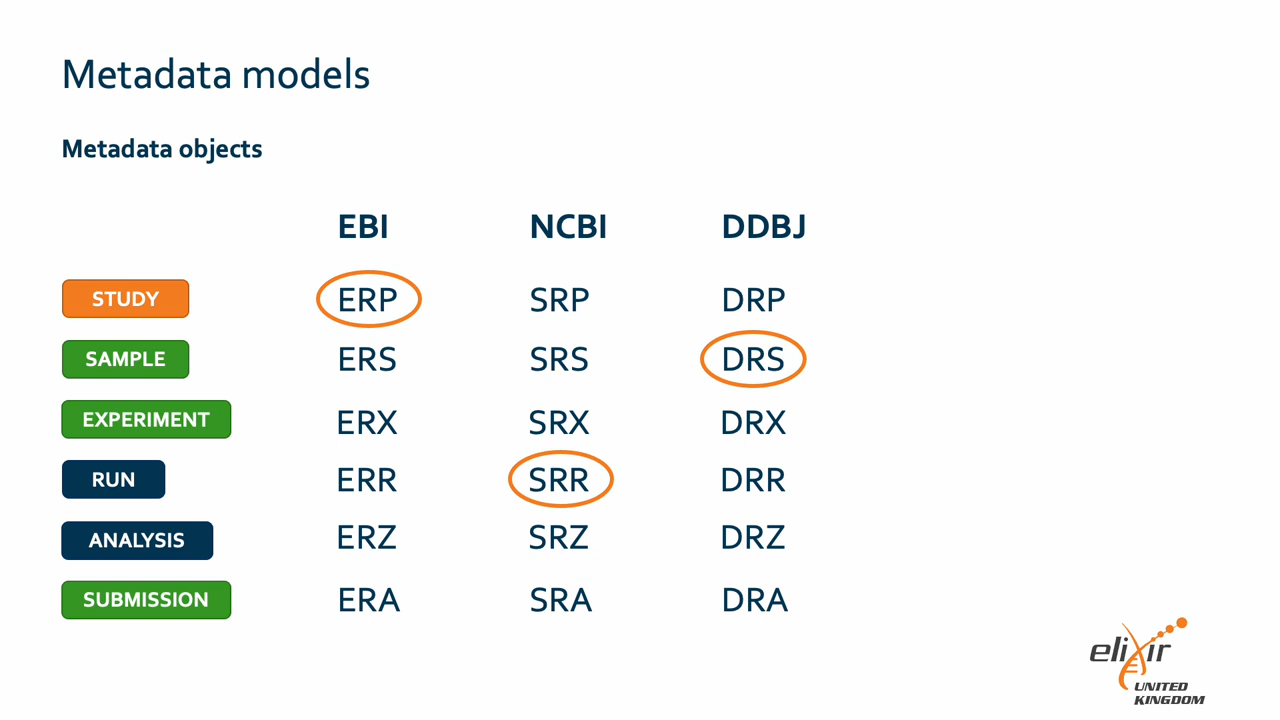 Metadata models
Metadata objects
EBI NCBI DDBJ
STUDY ERP SRP DRP
SAMPLE ERS SRS DRS
EXPERIMENT ERX SRX DRX
RUN ERR SRR DRR
ANALYSIS ERZ SRZ DRZ
SUBMISSION ERA SRA DRA
elixir
UNITED
KINGDOM